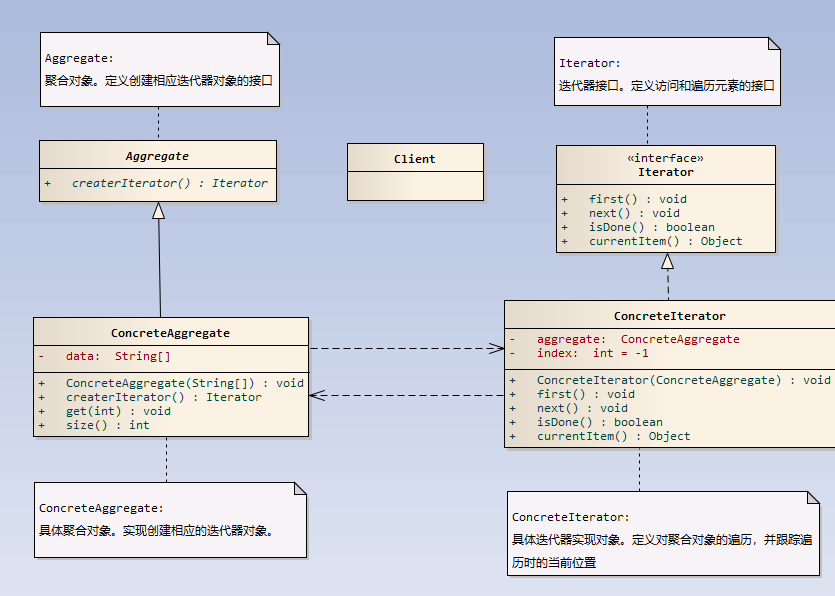 Aggregate:
聚合对象。定义创建相应迭代器对象的接口
Iterator:
迭代器接口。定义访问和遍历元素的接口
Aggregate
+ createrIterator() : Iterator
Client
«interface»
Iterator
+ first() : void
+ next() : void
+ isDone() : boolean
+ currentItem() : Object
ConcreteAggregate
- data: String[]
+ ConcreteAggregate(String[]) : void
+ createrIterator() : Iterator
+ get(int) : void
+ size() : int
ConcreteIterator
- aggregate: ConcreteAggregate
- index: int = -1
+ ConcreteIterator(ConcreteAggregate) : void
+ first() : void
+ next() : void
+ isDone() : boolean
+ currentItem() : Object
ConcreteAggregate:
具体聚合对象。实现创建相应的迭代器对象。
ConcreteIterator:
具体迭代器实现对象。定义对聚合对象的遍历，并跟踪遍
历时的当前位置